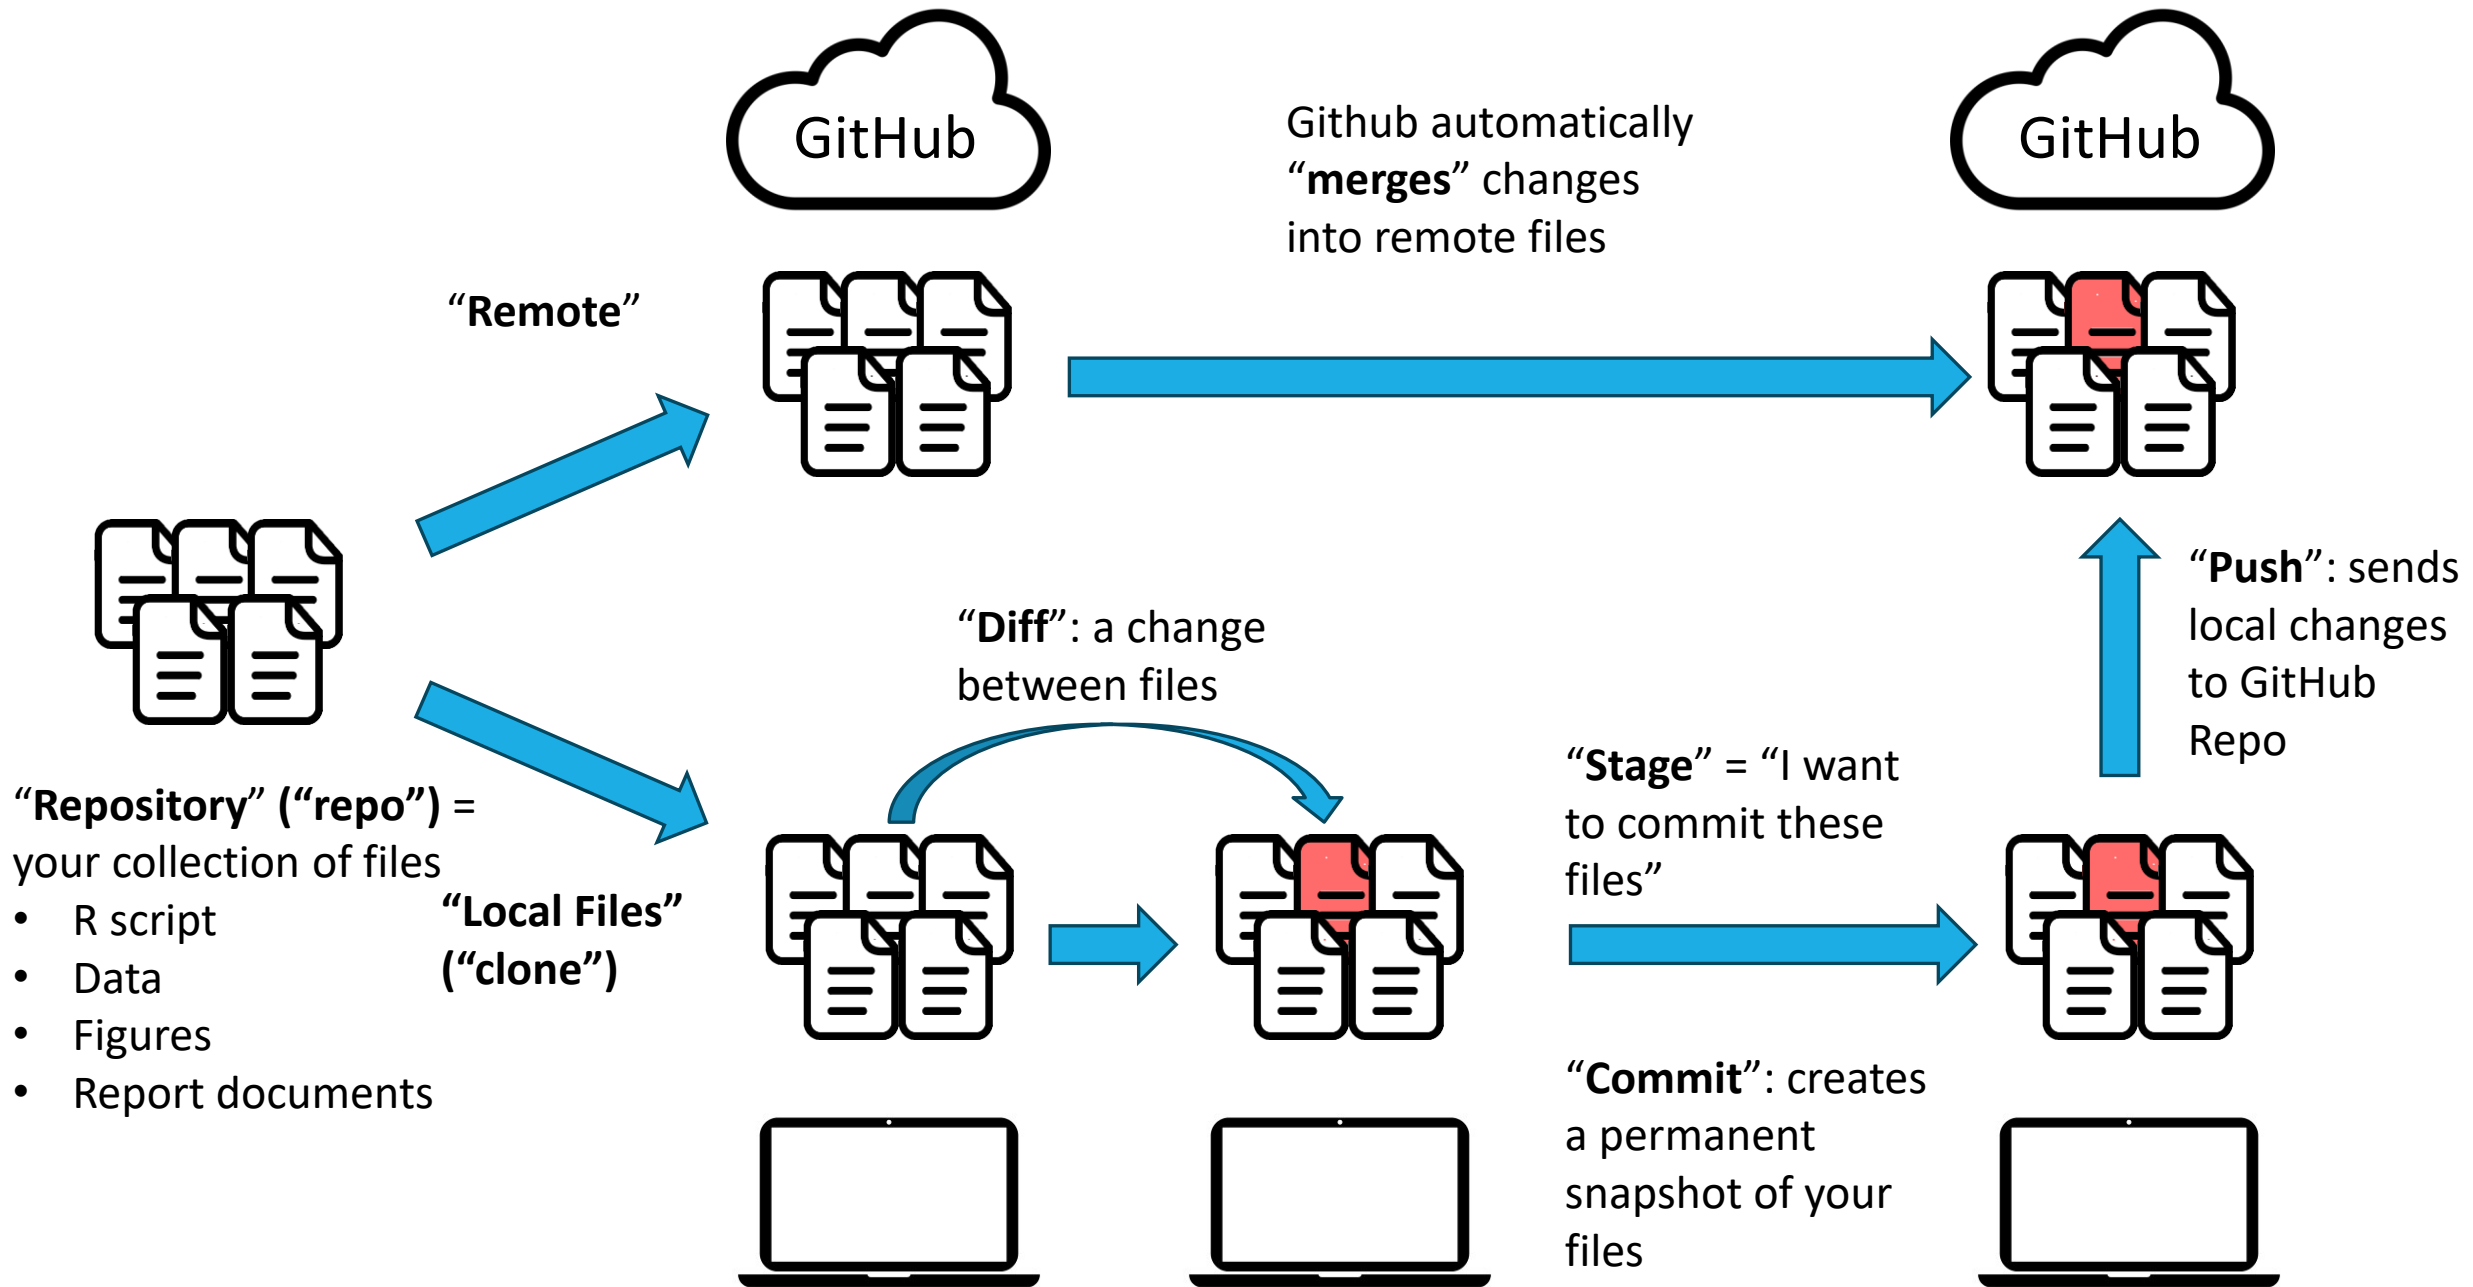 GitHub
GitHub
Github automatically
“merges” changes
into remote files
“Remote”
“Push”: sends
local changes
to GitHub
Repo
“Diff”: a change
between files
“Stage” = “I want
to commit these
files”
“Repository” (“repo”) =
your collection of files
• R script
• Data
• Figures
• Report documents
“Local Files”
(“clone”)
“Commit”: creates
a permanent
snapshot of your
files